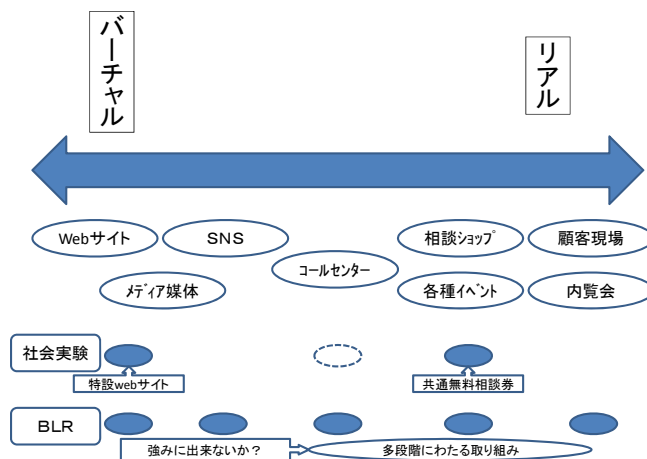 バーチャル
リアル
Webサイト
SNS
相談ショップ
顧客現場
コールセンター
メディア媒体
各種イベント
内覧会
社会実験
特設webサイト
共通無料相談券
BLR
強みに出来ないか？
多段階にわたる取り組み